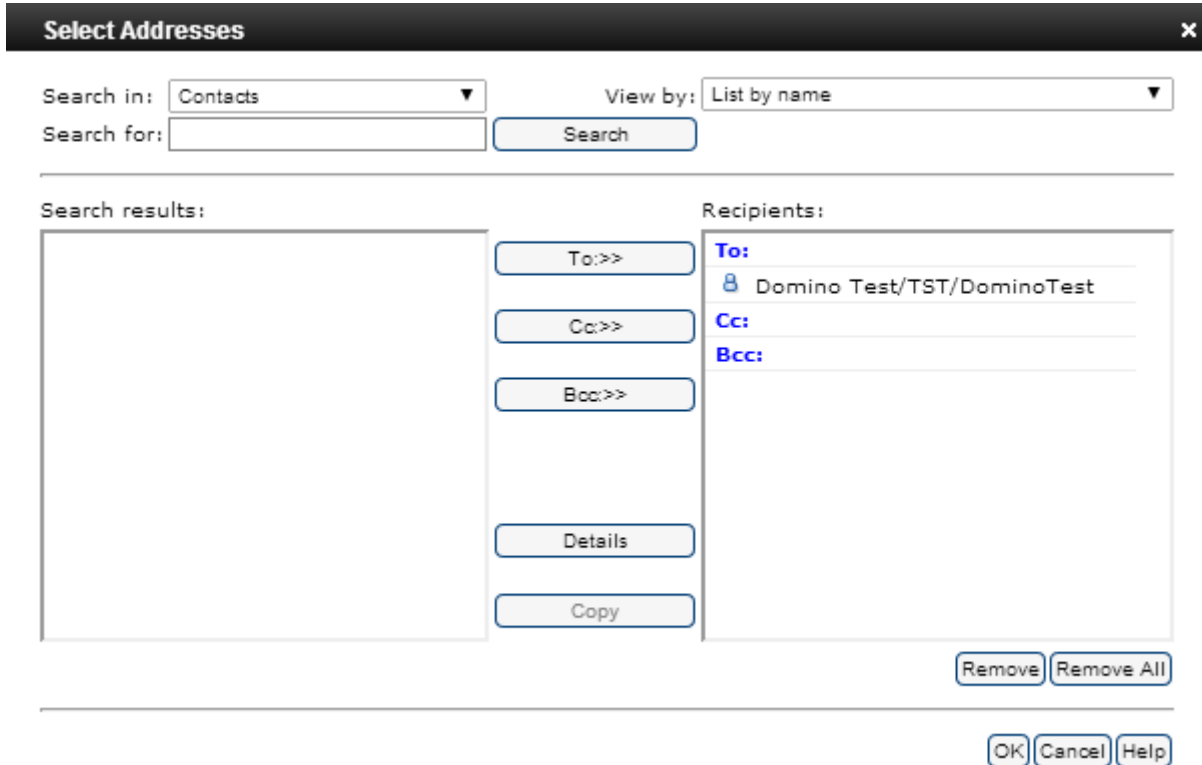 Select Addresses ×
Search in: Contacts View by: List by name
Search for: Search
Search results: Recipients:
To:>> To:
Domino Test/TST/DominoTest
Cc:>> Cc:
Bcc:
Bcc:>>
Details
Copy
Remove Remove All
OK Cancel Help